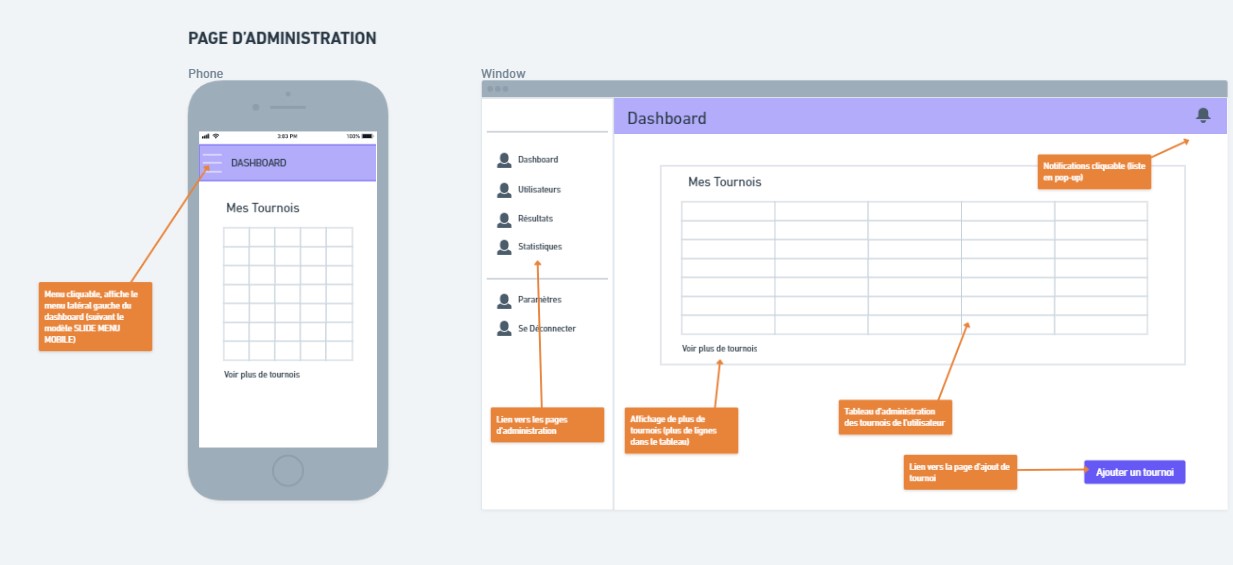 PAGE D'ADMINISTRATION
Phone
3:03 PM
100%
DASHBOARD
Mes Tournois
Voir plus de tournois
Menu cliquable, affiche le
menu latéral gauche du
dashboard (suivant le
modèle SLIDE MENU
MOBILE)
Window
Dashboard
Dashboard
Utilisateurs
Résultats
Statistiques
Paramètres
Se Déconnecter
Lien vers les pages
d'administration
Notifications cliquable (liste
en pop-up)
Mes Tournois
Voir plus de tournois
Affichage de plus de
tournois (plus de lignes
dans le tableau)
Tableau d'administration
des tournois de l'utilisateur
Lien vers la page d'ajout de
tournoi
Ajouter un tournoi